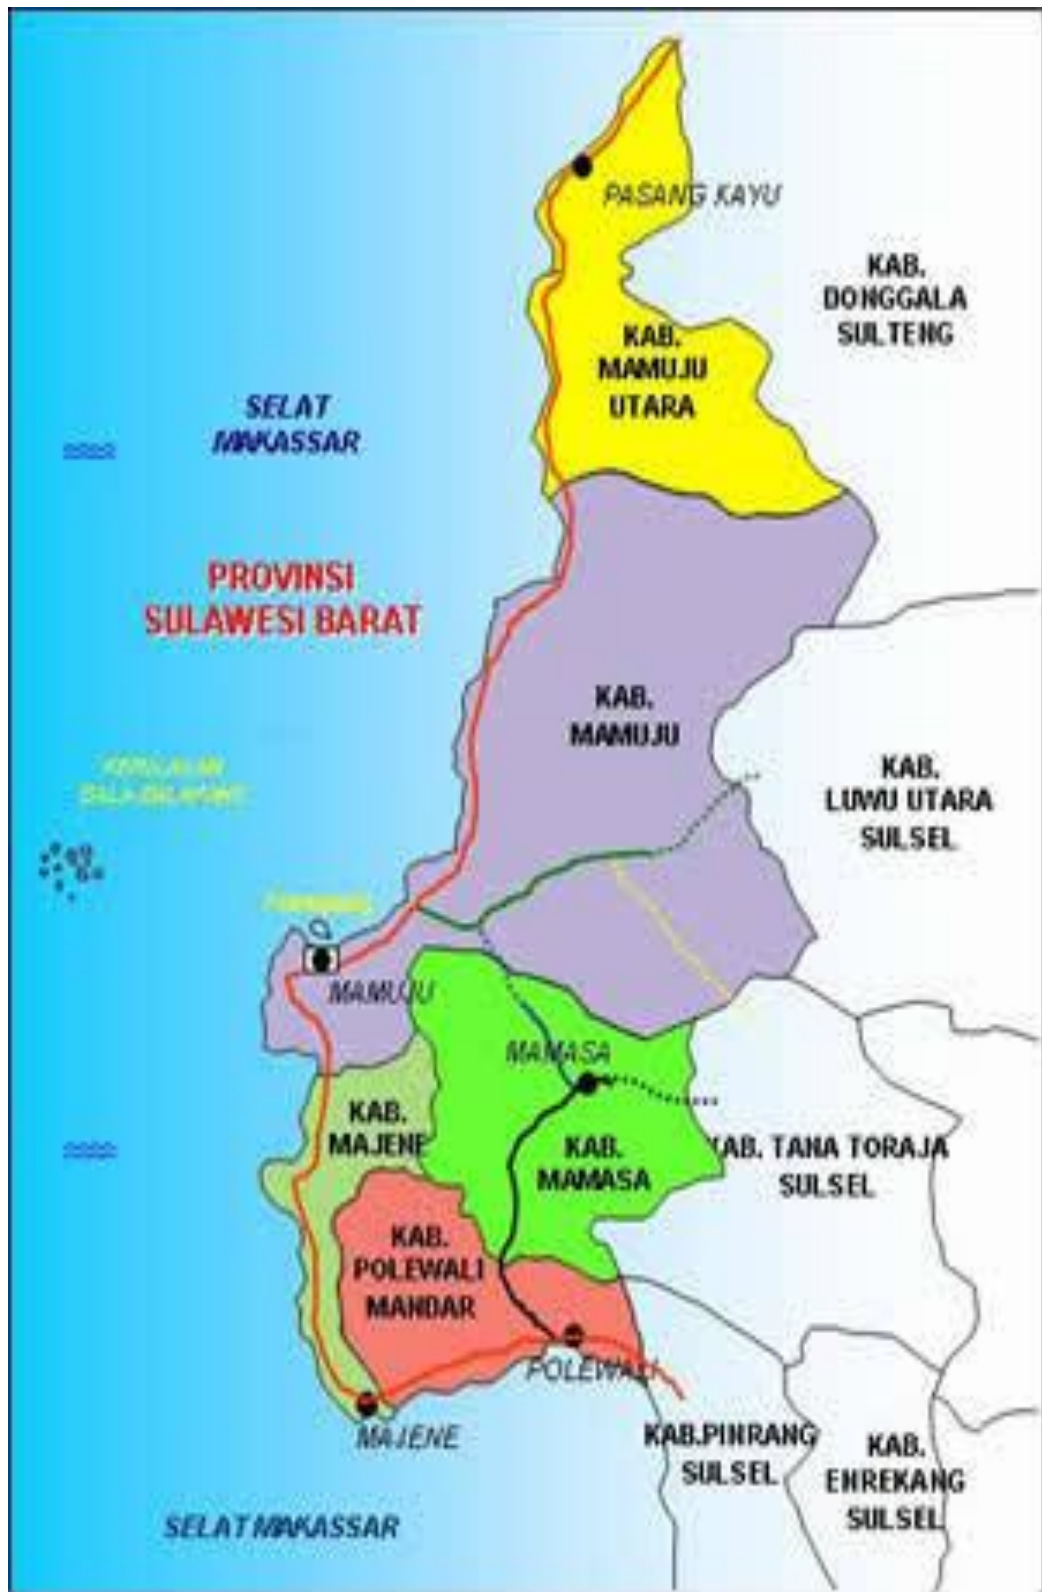 PASANG KAYU
KAB.
DONGGALA
SULTENG
KAB.
MAMUJU
UTARA
SELAT
MAKASSAR
PROVINSI
SULAWESI BARAT
KAB.
MAMUJU
KAB.
LUWU UTARA
SULSEL
MAMUJU
MAMASA
KAB.
MAJENE
KAB.
MAMASA
KAB. TANA TORAJA
SULSEL
KAB.
POLEWALI
MANDAR
POLEWALI
MAJENE
KAB.PINRANG
SULSEL
KAB.
ENREKANG
SULSEL
SELAT MAKASSAR